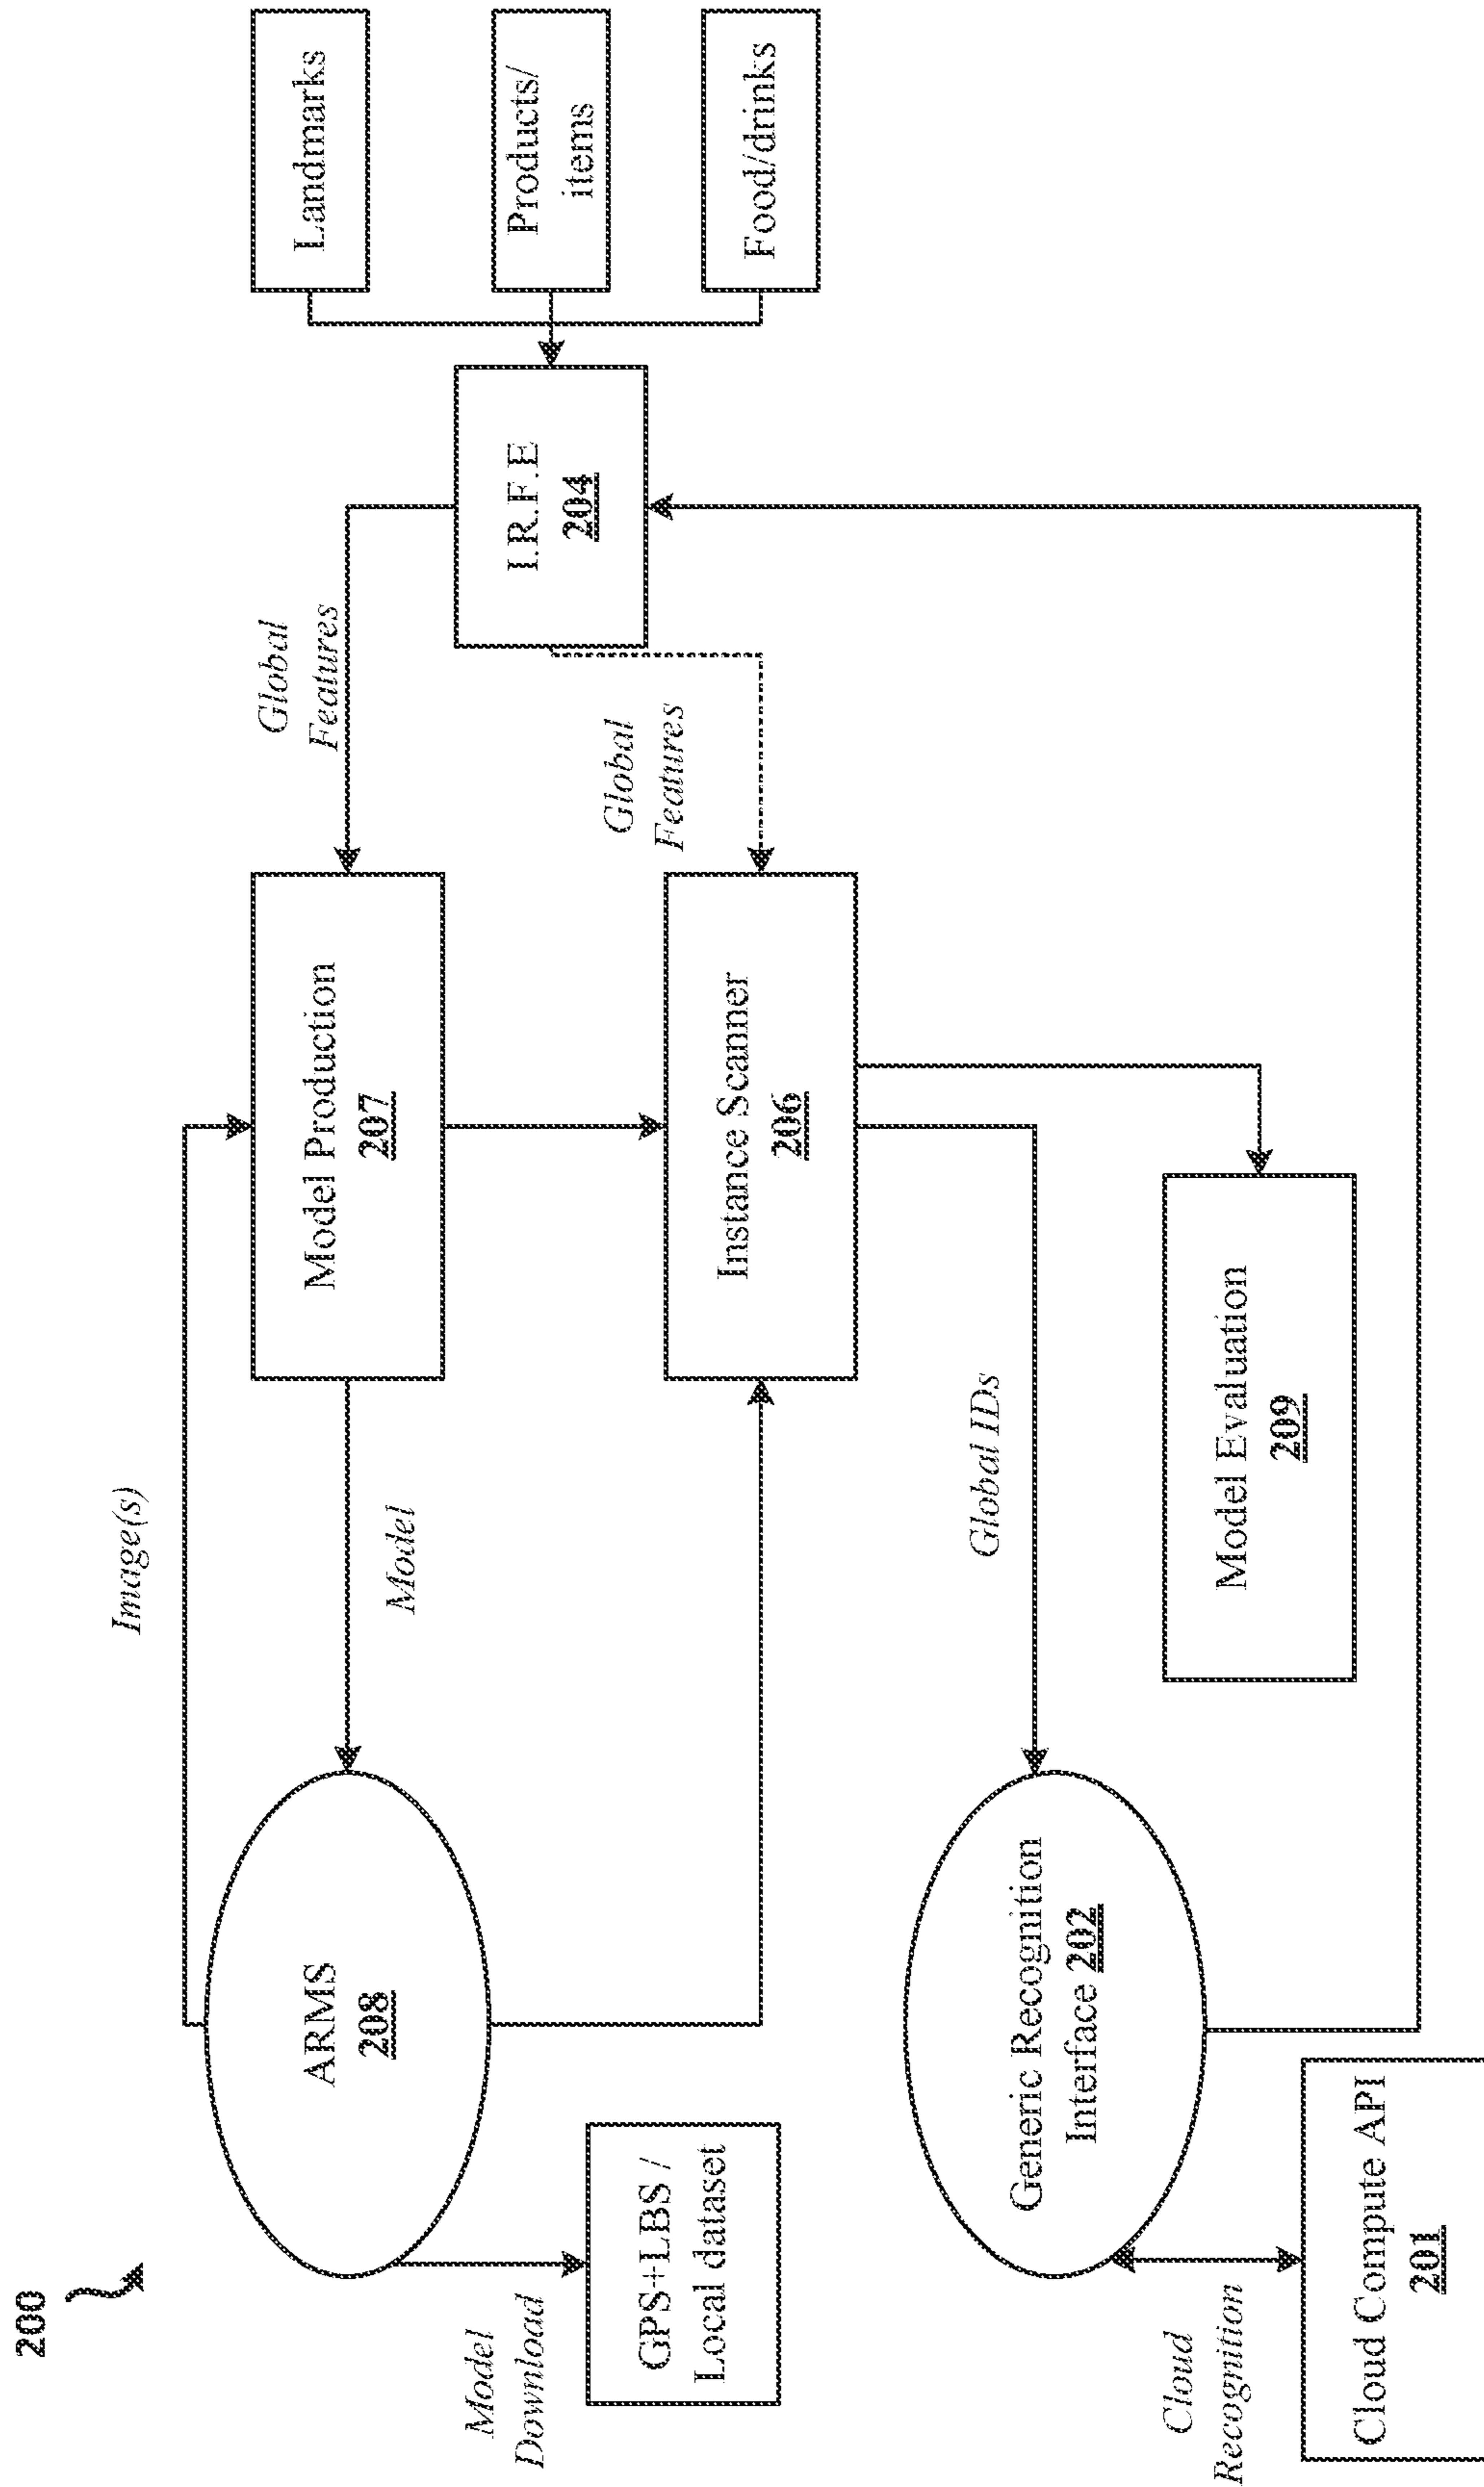 200
Image(s)
ARMS
208
Model
Model Production
207
Global
Features
Landmarks
Model
Download
GPS+LBS /
Local dataset
Instance Scanner
206
Global
Features
I.R.F.E
204
Products/
items
Food/drinks
Generic Recognition
Interface 202
Global IDs
Cloud
Recognition
Cloud Compute API
201
Model Evaluation
209